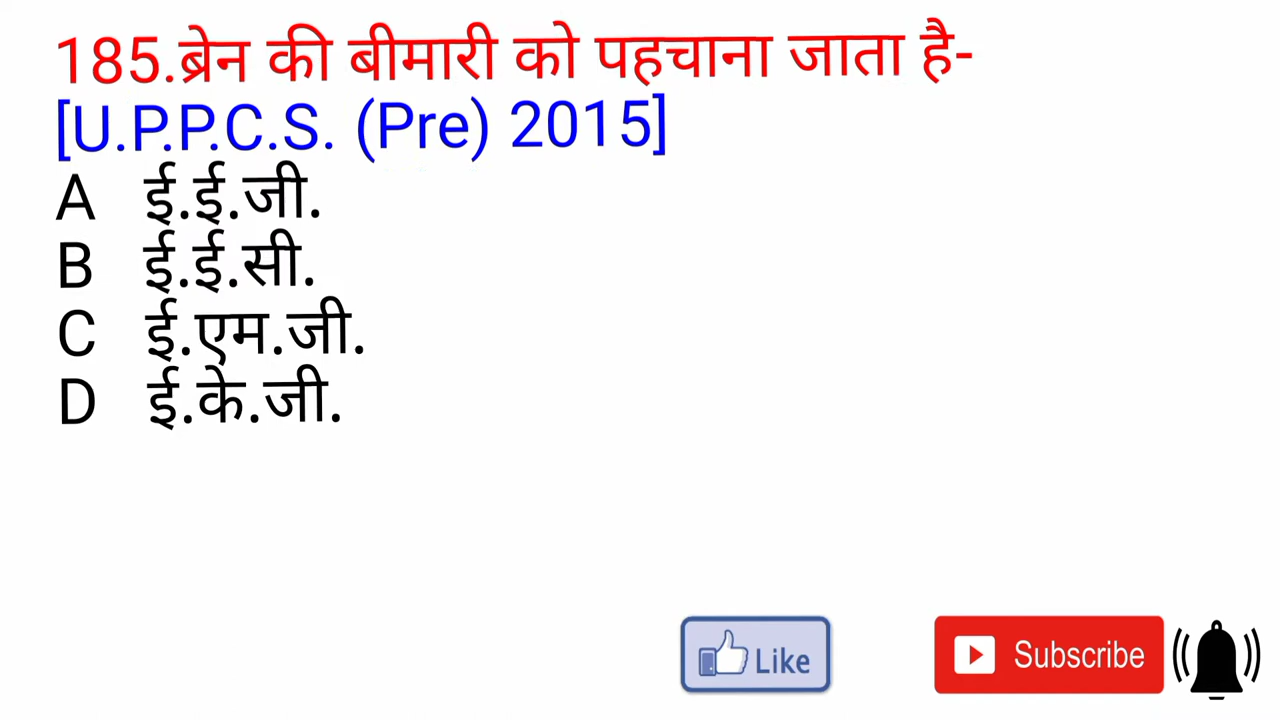 185.ब्रेन की बीमारी को पहचाना जाता है-
[U.P.P.C.S. (Pre) 2015]
A ई.ई.जी.
B ई.ई.सी.
C ई.एम.जी.
D ई.के.जी.
Like
Subscribe